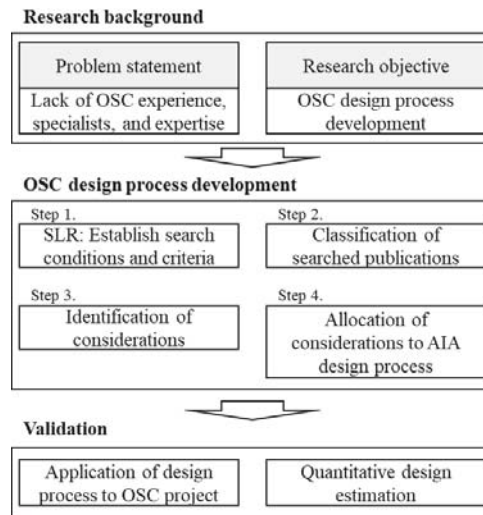 Research background
Problem statement
Research objective
Lack of OSC experience,
specialists, and expertise
OSC design process
development
OSC design process development
Step 1.
SLR: Establish search
conditions and criteria
Step 2.
Classification of
searched publications
Step 3.
Identification of
considerations
Step 4.
Allocation of
considerations to AIA
design process
Validation
Application of design
process to OSC project
Quantitative design
estimation